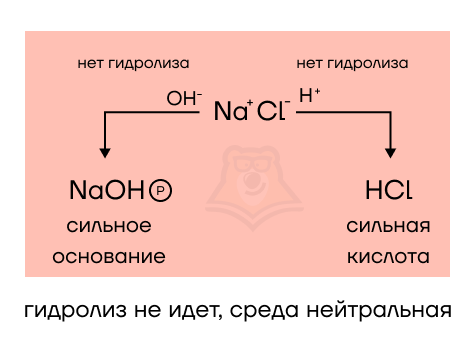 нет гидролиза нет гидролиза
OH⁻ Na⁺Cl⁻ H⁺
NaOH Ⓟ HCl
сильное сильная
основание кислота
гидролиз не идет, среда нейтральная